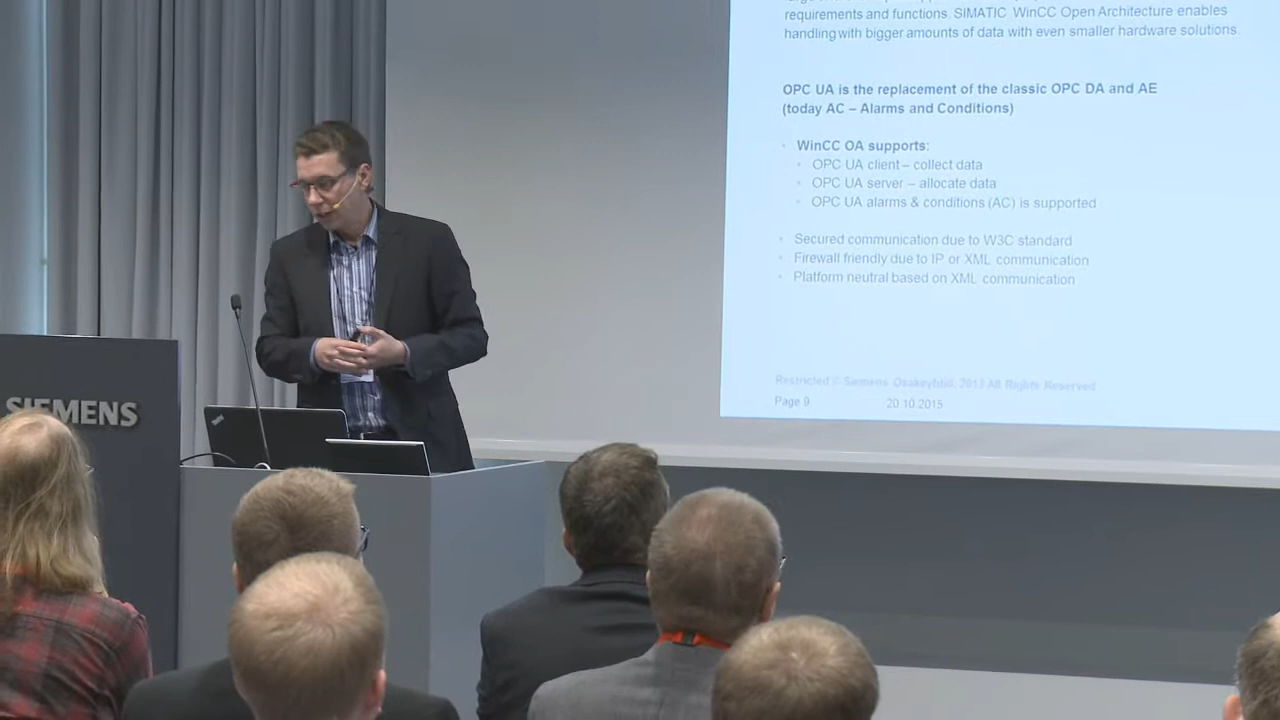 requirements and functions. SIMATIC WinCC Open Architecture enables
handling with bigger amounts of data with even smaller hardware solutions.
OPC UA is the replacement of the classic OPC DA and AE
(today AC – Alarms and Conditions)
WinCC OA supports:
OPC UA client – collect data
OPC UA server – allocate data
OPC UA alarms & conditions (AC) is supported
Secured communication due to W3C standard
Firewall friendly due to IP or XML communication
Platform neutral based on XML communication
Restricted © Siemens Osakeyhtiö, 2013 All Rights Reserved
Page 9 20.10.2015
SIEMENS